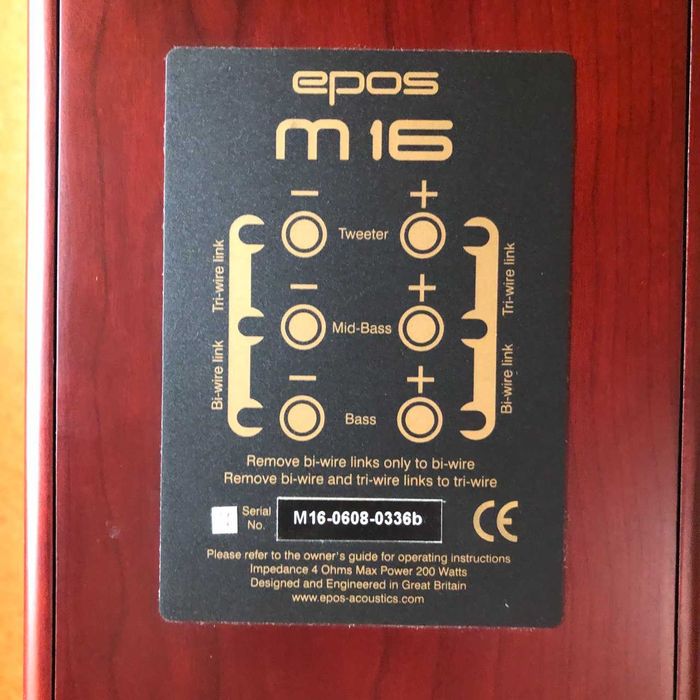 epos
m16
− +
Tweeter
Tri-wire link
Tri-wire link
− +
Mid-Bass
Bi-wire link
Bi-wire link
− +
Bass
Remove bi-wire links only to bi-wire
Remove bi-wire and tri-wire links to tri-wire
Serial No. M16-0608-0336b CE
Please refer to the owner's guide for operating instructions
Impedance 4 Ohms Max Power 200 Watts
Designed and Engineered in Great Britain
www.epos-acoustics.com